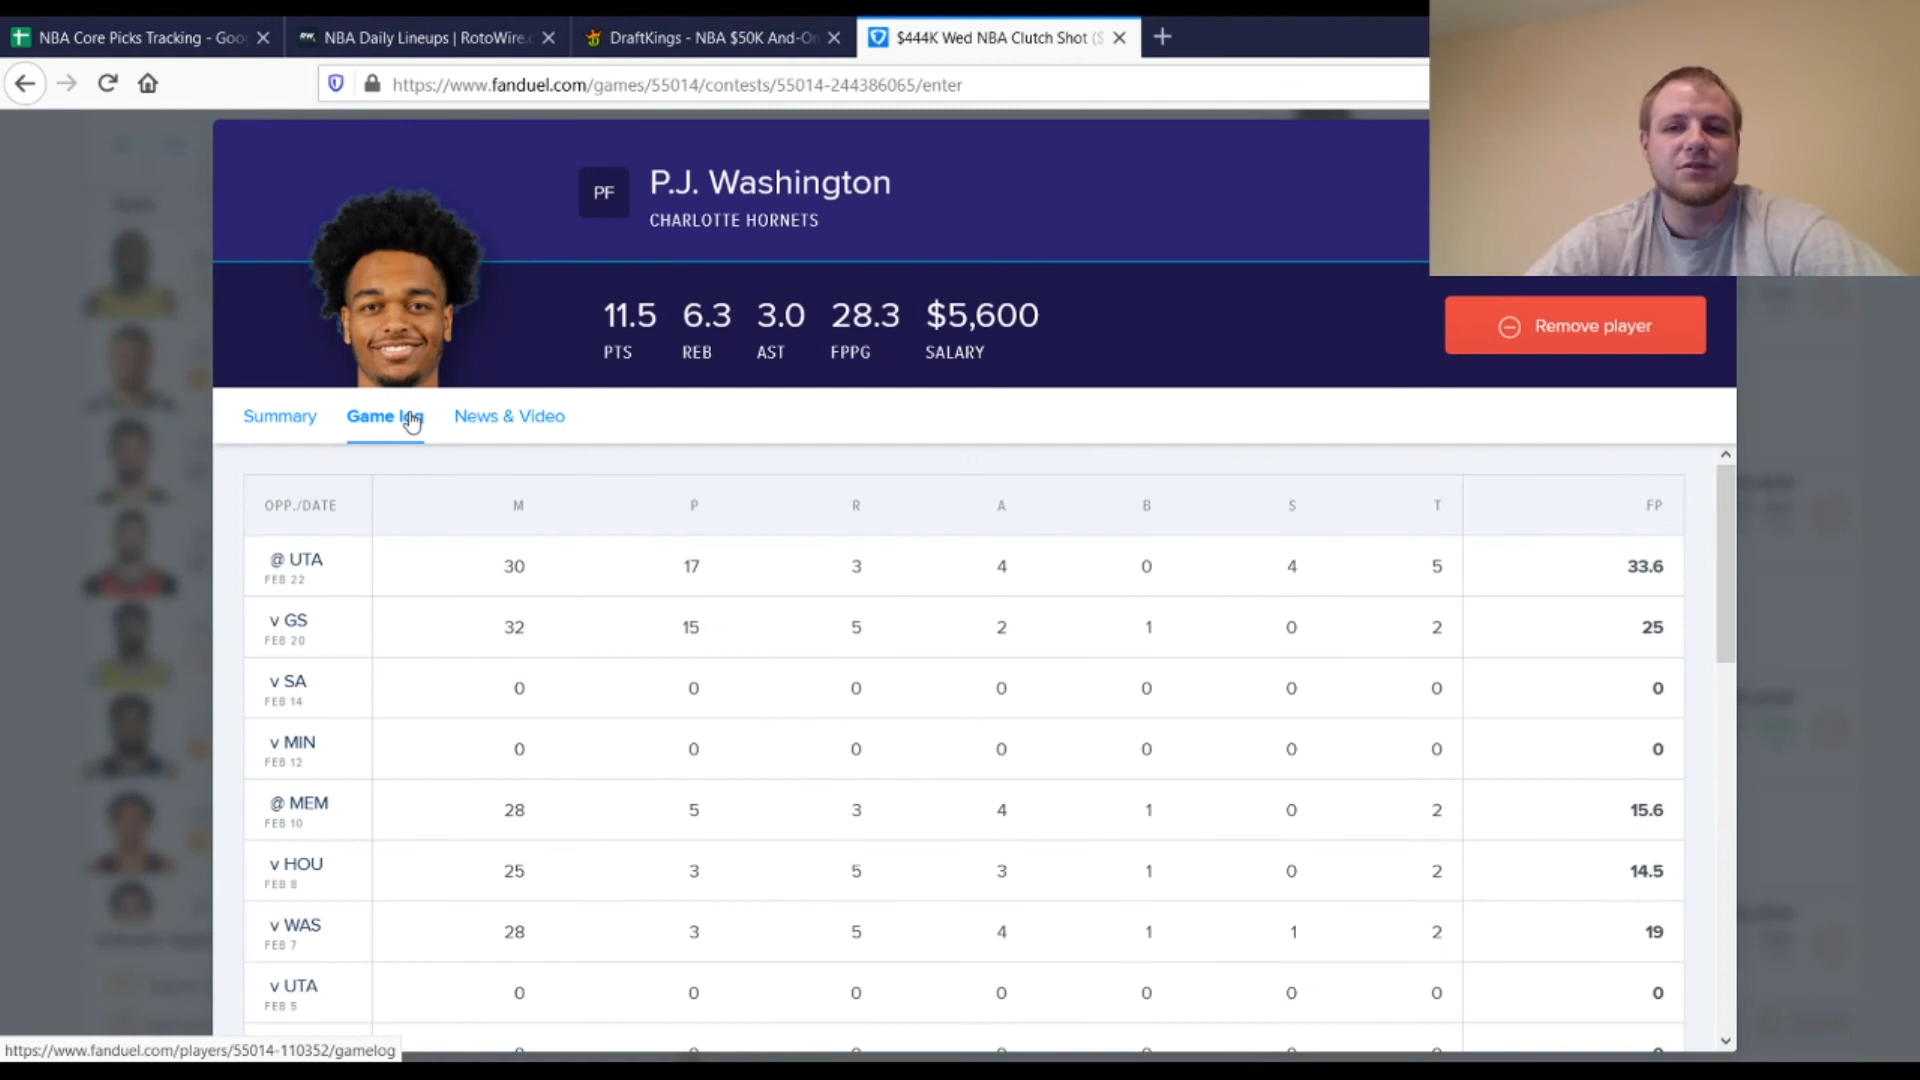 NBA Core Picks Tracking - Goo
NBA Daily Lineups | RotoWire.
DraftKings - NBA $50K And-On
$444K Wed NBA Clutch Shot ($
https://www.fanduel.com/games/55014/contests/55014-244386065/enter
PF
P.J. Washington
CHARLOTTE HORNETS
11.5 6.3 3.0 28.3 $5,600
PTS REB AST FPPG SALARY
Remove player
Summary Game log News & Video
OPP./DATE M P R A B S T FP
@ UTA
FEB 22
30 17 3 4 0 4 5 33.6
v GS
FEB 20
32 15 5 2 1 0 2 25
v SA
FEB 14
0 0 0 0 0 0 0 0
v MIN
FEB 12
0 0 0 0 0 0 0 0
@ MEM
FEB 10
28 5 3 4 1 0 2 15.6
v HOU
FEB 8
25 3 5 3 1 0 2 14.5
v WAS
FEB 7
28 3 5 4 1 1 2 19
v UTA
FEB 5
0 0 0 0 0 0 0 0
https://www.fanduel.com/players/55014-110352/gamelog